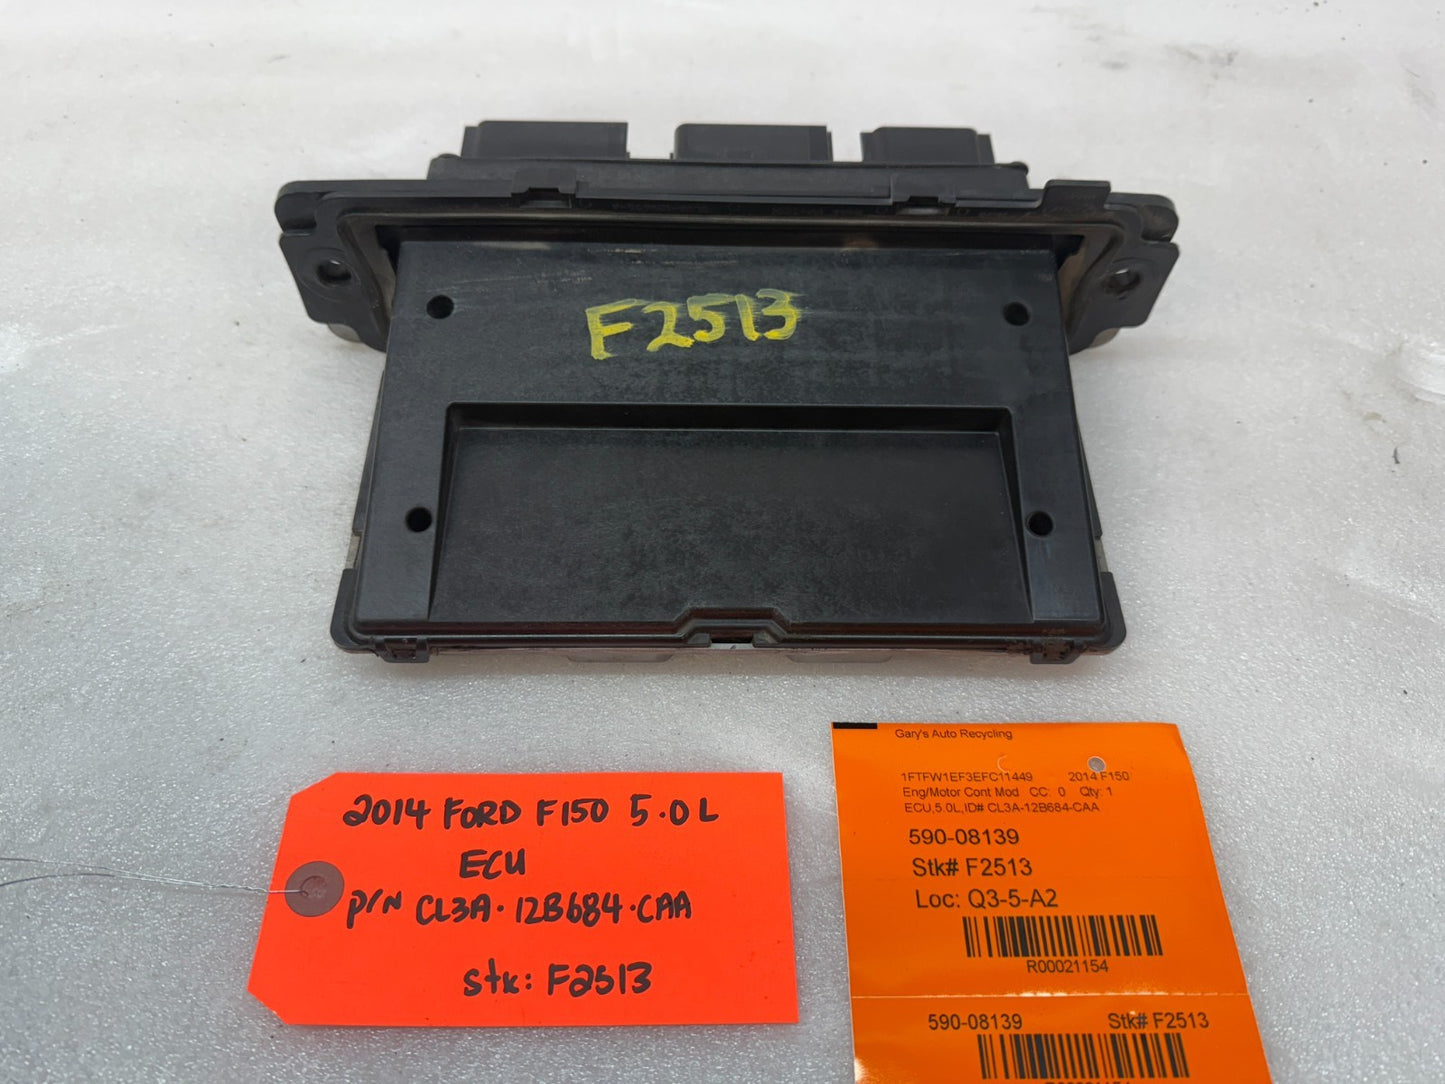 F2513
2014 FORD F150 5.0L
ECU
P/N CL3A-12B684-CAA
stk: F2513
Gary's Auto Recycling
1FTFW1EF3EFC11449 2014 F150
Eng/Motor Cont Mod CC: 0 Qty: 1
ECU,5.0L,ID# CL3A-12B684-CAA
590-08139
Stk# F2513
Loc: Q3-5-A2
R00021154
590-08139 Stk# F2513